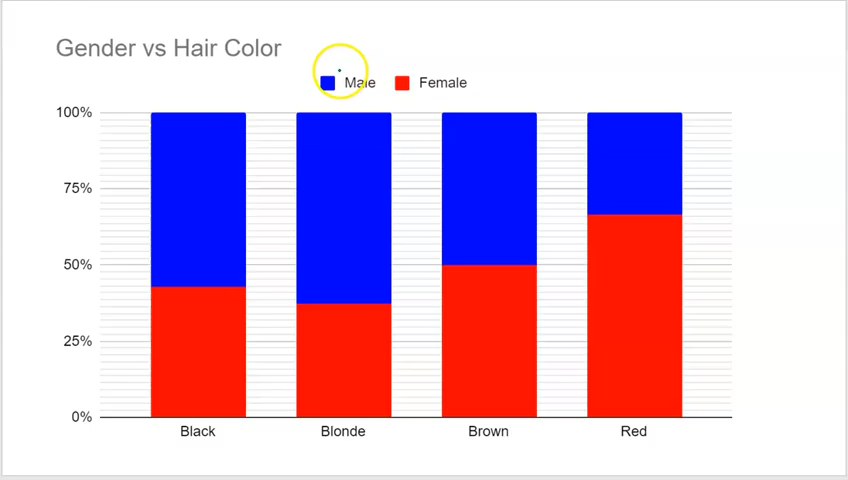 Gender vs Hair Color
Male Female
100%
75%
50%
25%
0%
Black Blonde Brown Red